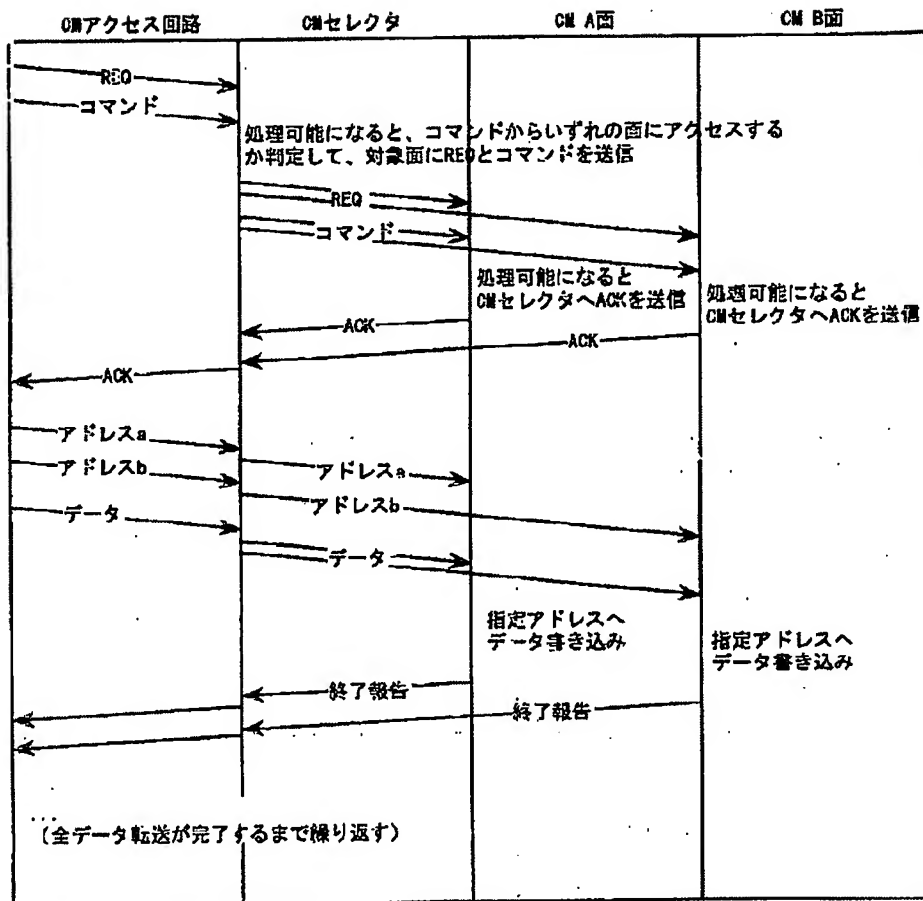 CMアクセス回路
CMセレクタ
CM A面
CM B面
REQ
コマンド
処理可能になると、コマンドからいずれの面にアクセスする
か判定して、対象面にREQとコマンドを送信
REQ
コマンド
処理可能になると
CMセレクタへACKを送信
処理可能になると
CMセレクタへACKを送信
ACK
ACK
ACK
アドレスa
アドレスb
アドレスa
アドレスb
データ
データ
指定アドレスへ
データ書き込み
指定アドレスへ
データ書き込み
終了報告
終了報告
...
(全データ転送が完了するまで繰り返す)